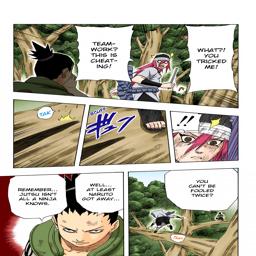 WHAT?!
YOU
TRICKED
ME!
TEAM-
WORK?
THIS IS
CHEAT-
ING!
!!
TAK
YOU
CAN'T BE
FOOLED
TWICE?
WELL...
AT LEAST
NARUTO
GOT AWAY...
REMEMBER...
JUTSU ISN'T
ALL A NINJA
KNOWS.